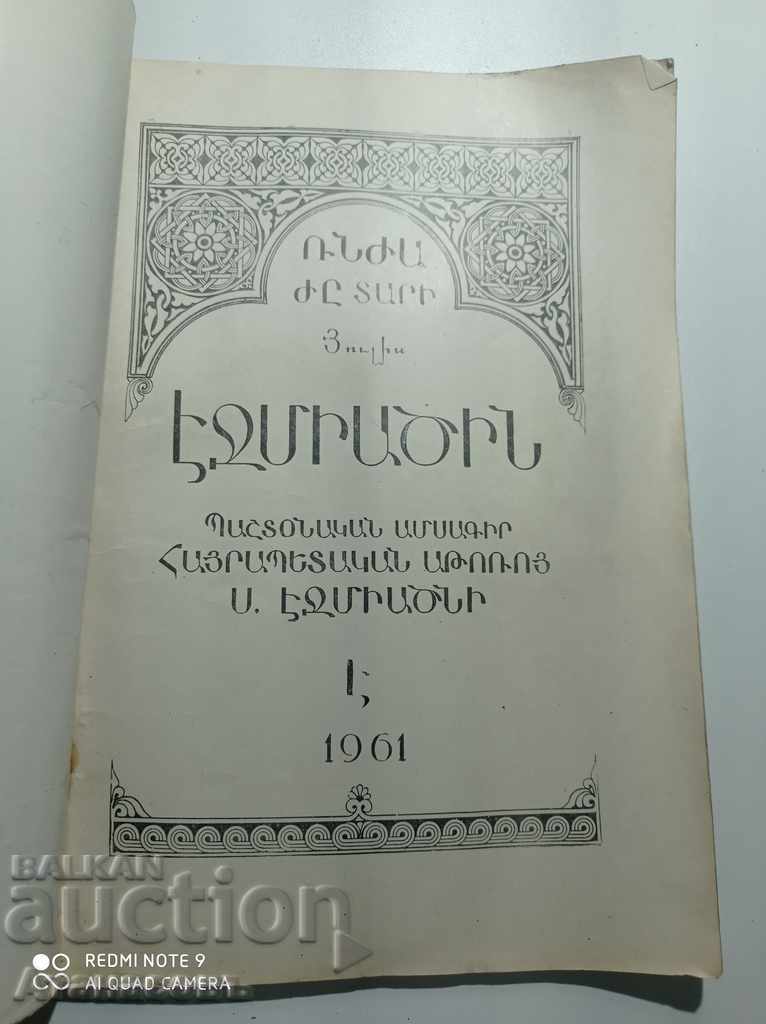 ՌՆԺԱ
ԺԸ ՏԱՐԻ
Յուլիս
ԷՋՄԻԱԾԻՆ
ՊԱՇՏՕՆԱԿԱՆ ԱՄՍԱԳԻՐ
ՀԱՅՐԱՊԵՏԱԿԱՆ ԱԹՈՌՈՅ
Ս. ԷՋՄԻԱԾՆԻ
Է
1961
BALKAN
auction
REDMI NOTE 9
AI QUAD CAMERA